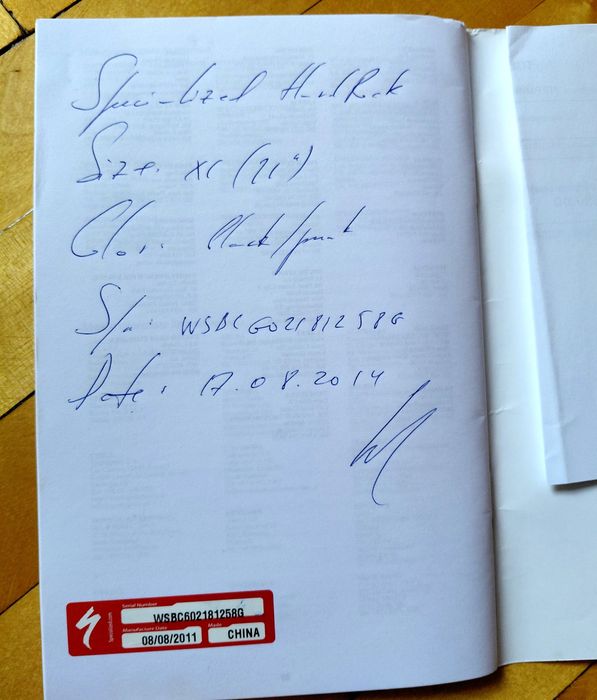 Specialized HardRock
Size: XL (21")
Color: black/
S/n: WSBC602181258G
Date: 17.08.2014
Serial Number
WSBC602181258G
Manufacture Date
Made
08/08/2011
CHINA